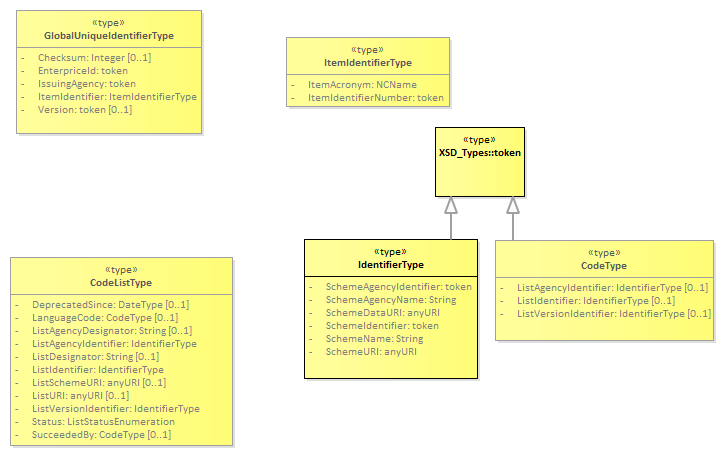 «type»
GlobalUniqueIdentifierType
- Checksum: Integer [0..1]
- EnterpriceId: token
- IssuingAgency: token
- ItemIdentifier: ItemIdentifierType
- Version: token [0..1]
«type»
ItemIdentifierType
- ItemAcronym: NCName
- ItemIdentifierNumber: token
«type»
XSD_Types::token
«type»
IdentifierType
- SchemeAgencyIdentifier: token
- SchemeAgencyName: String
- SchemeDataURI: anyURI
- SchemeIdentifier: token
- SchemeName: String
- SchemeURI: anyURI
«type»
CodeType
- ListAgencyIdentifier: IdentifierType [0..1]
- ListIdentifier: IdentifierType [0..1]
- ListVersionIdentifier: IdentifierType [0..1]
«type»
CodeListType
- DeprecatedSince: DateType [0..1]
- LanguageCode: CodeType [0..1]
- ListAgencyDesignator: String [0..1]
- ListAgencyIdentifier: IdentifierType
- ListDesignator: String [0..1]
- ListIdentifier: IdentifierType
- ListSchemeURI: anyURI [0..1]
- ListURI: anyURI [0..1]
- ListVersionIdentifier: IdentifierType
- Status: ListStatusEnumeration
- SucceededBy: CodeType [0..1]